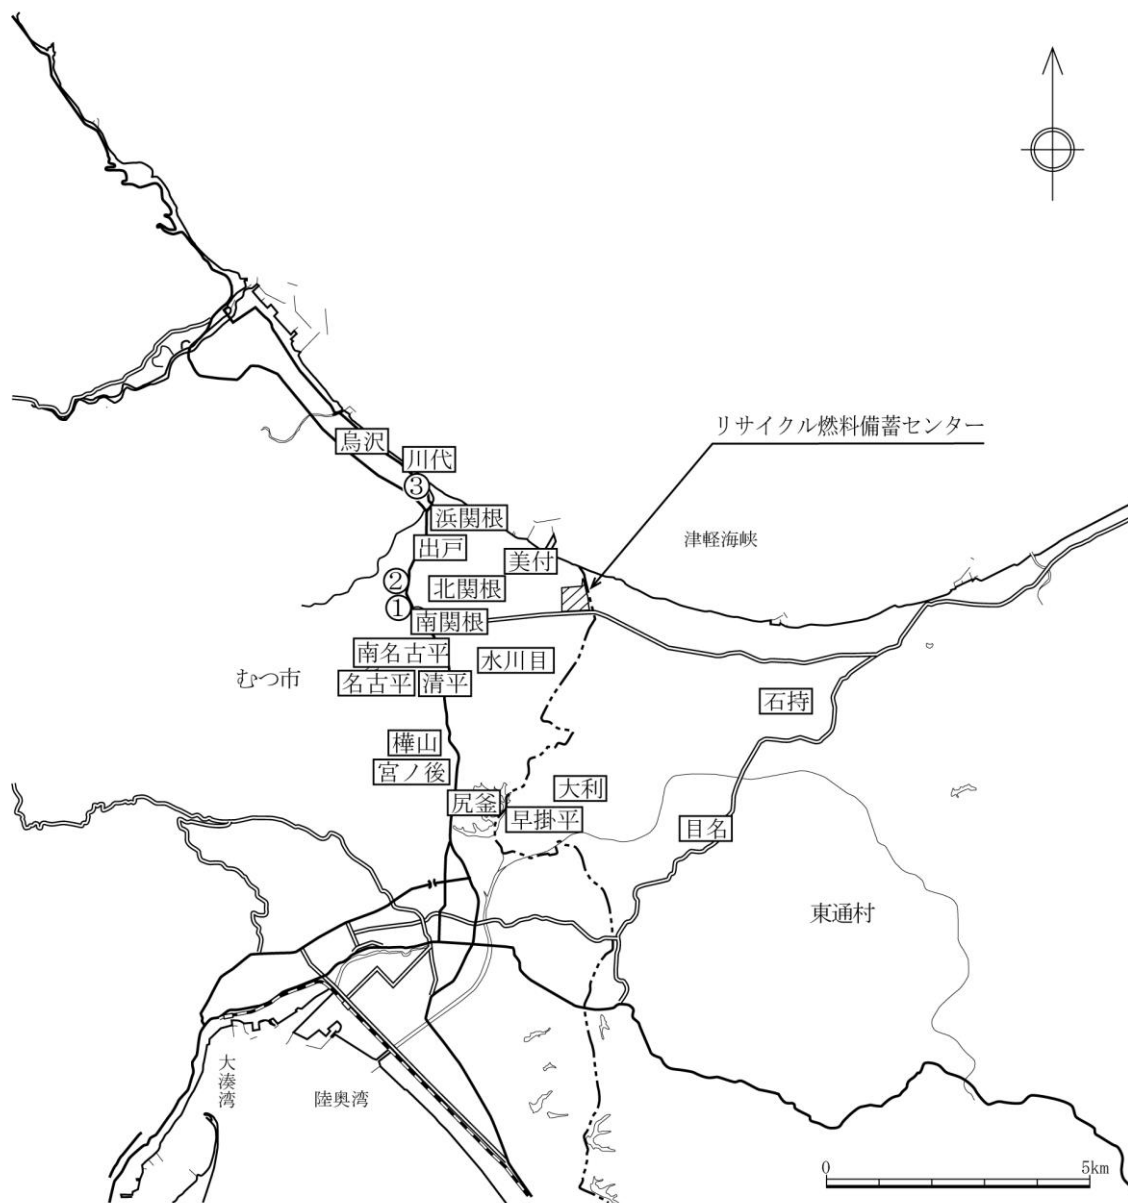 リサイクル燃料備蓄センター
烏沢
川代
③
浜関根
津軽海峡
出戸
美付
②
北関根
①
南関根
南名古平
水川目
むつ市
名古平
清平
石持
樺山
宮ノ後
大利
尻釜
早掛平
目名
東通村
大湊湾
陸奥湾
0
5km